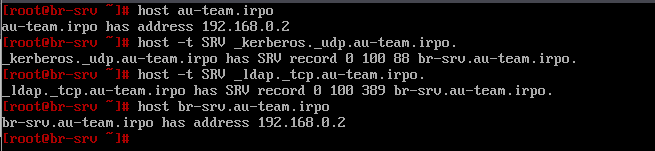 [root@br-srv ~]# host au-team.irpo
au-team.irpo has address 192.168.0.2
[root@br-srv ~]# host -t SRV _kerberos._udp.au-team.irpo.
_kerberos._udp.au-team.irpo has SRV record 0 100 88 br-srv.au-team.irpo.
[root@br-srv ~]# host -t SRV _ldap._tcp.au-team.irpo.
_ldap._tcp.au-team.irpo has SRV record 0 100 389 br-srv.au-team.irpo.
[root@br-srv ~]# host br-srv.au-team.irpo
br-srv.au-team.irpo has address 192.168.0.2
[root@br-srv ~]#